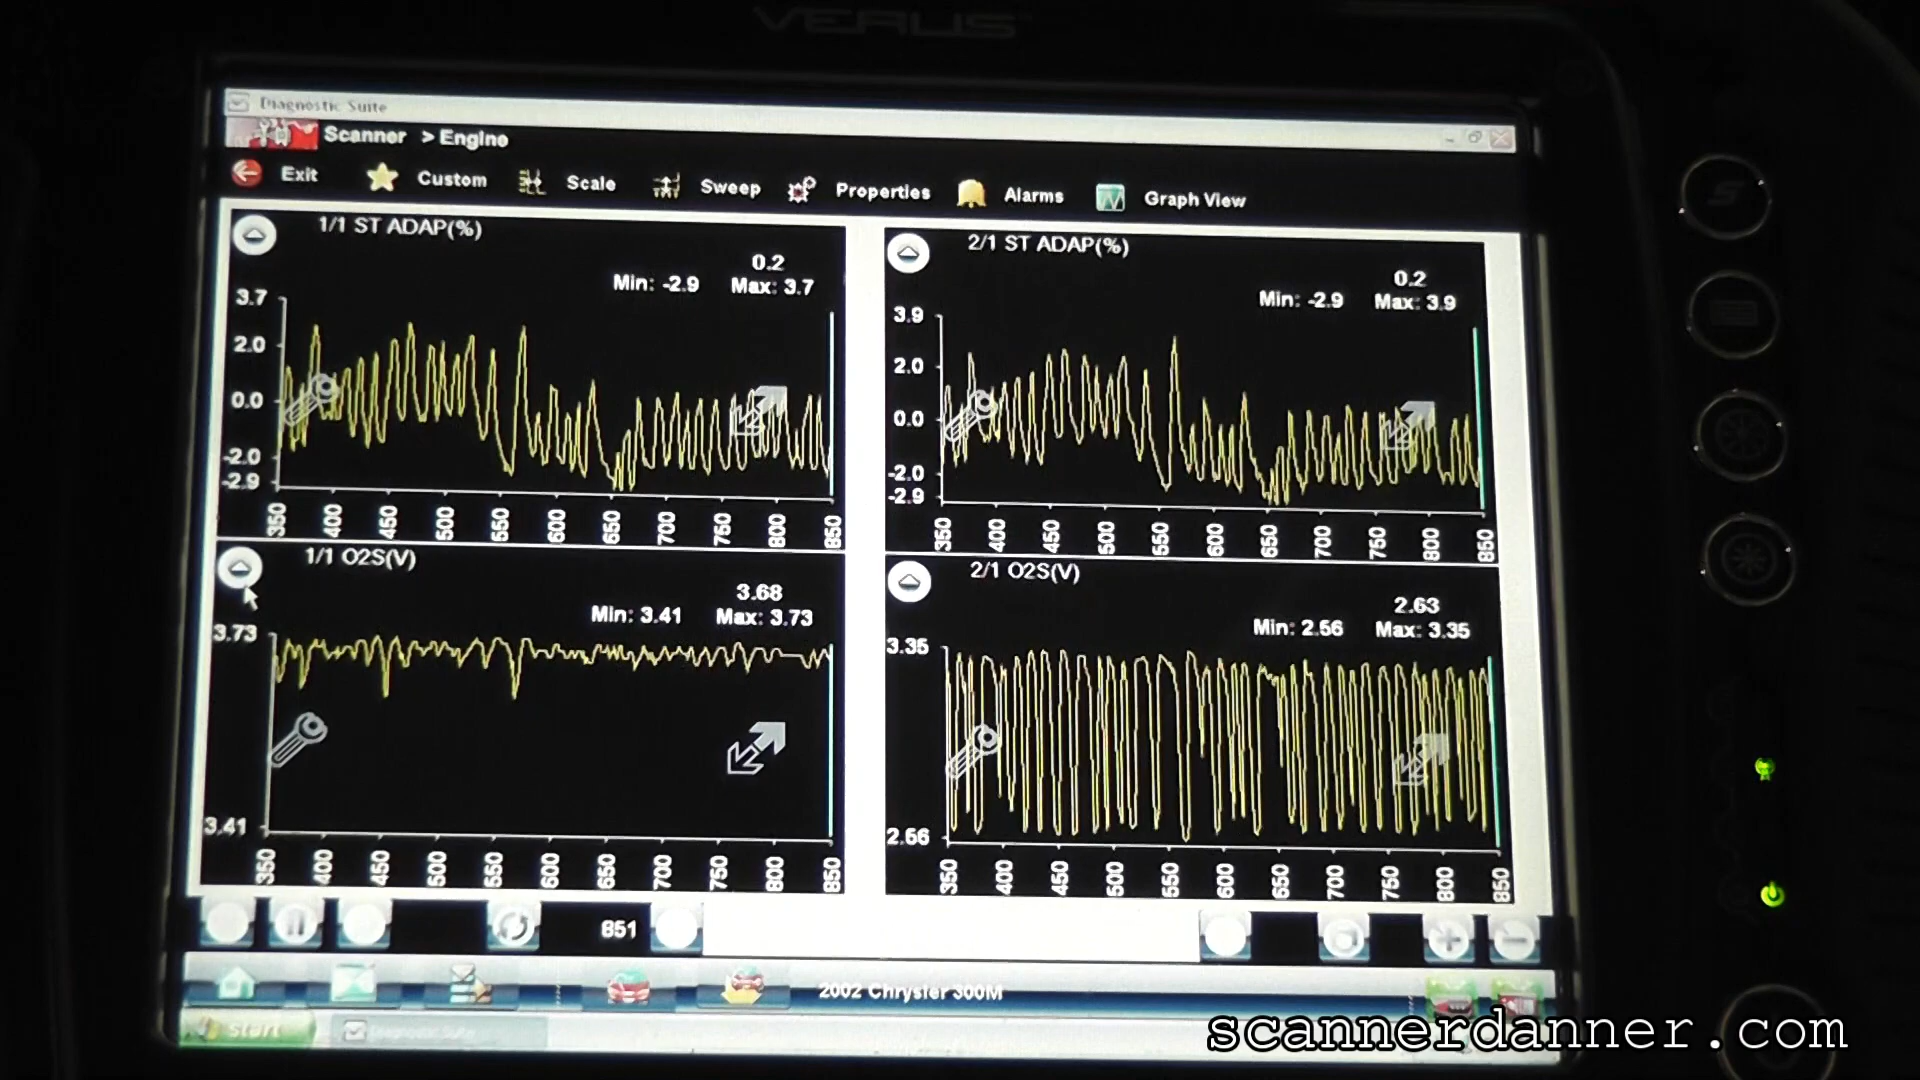 VERUS
Diagnostic Suite
Scanner > Engine
Exit Custom Scale Sweep Properties Alarms Graph View
1/1 ST ADAP(%)
0.2
Min: -2.9 Max: 3.7
3.7
2.0
0.0
-2.0
-2.9
350 400 450 500 550 600 650 700 750 800 850
2/1 ST ADAP(%)
0.2
Min: -2.9 Max: 3.9
3.9
2.0
0.0
-2.0
-2.9
350 400 450 500 550 600 650 700 750 800 850
1/1 O2S(V)
3.68
Min: 3.41 Max: 3.73
3.73
3.41
350 400 450 500 550 600 650 700 750 800 850
2/1 O2S(V)
2.63
Min: 2.56 Max: 3.35
3.35
2.56
350 400 450 500 550 600 650 700 750 800 850
851
2002 Chrysler 300M
start Diagnostic Suite
scannerdanner.com